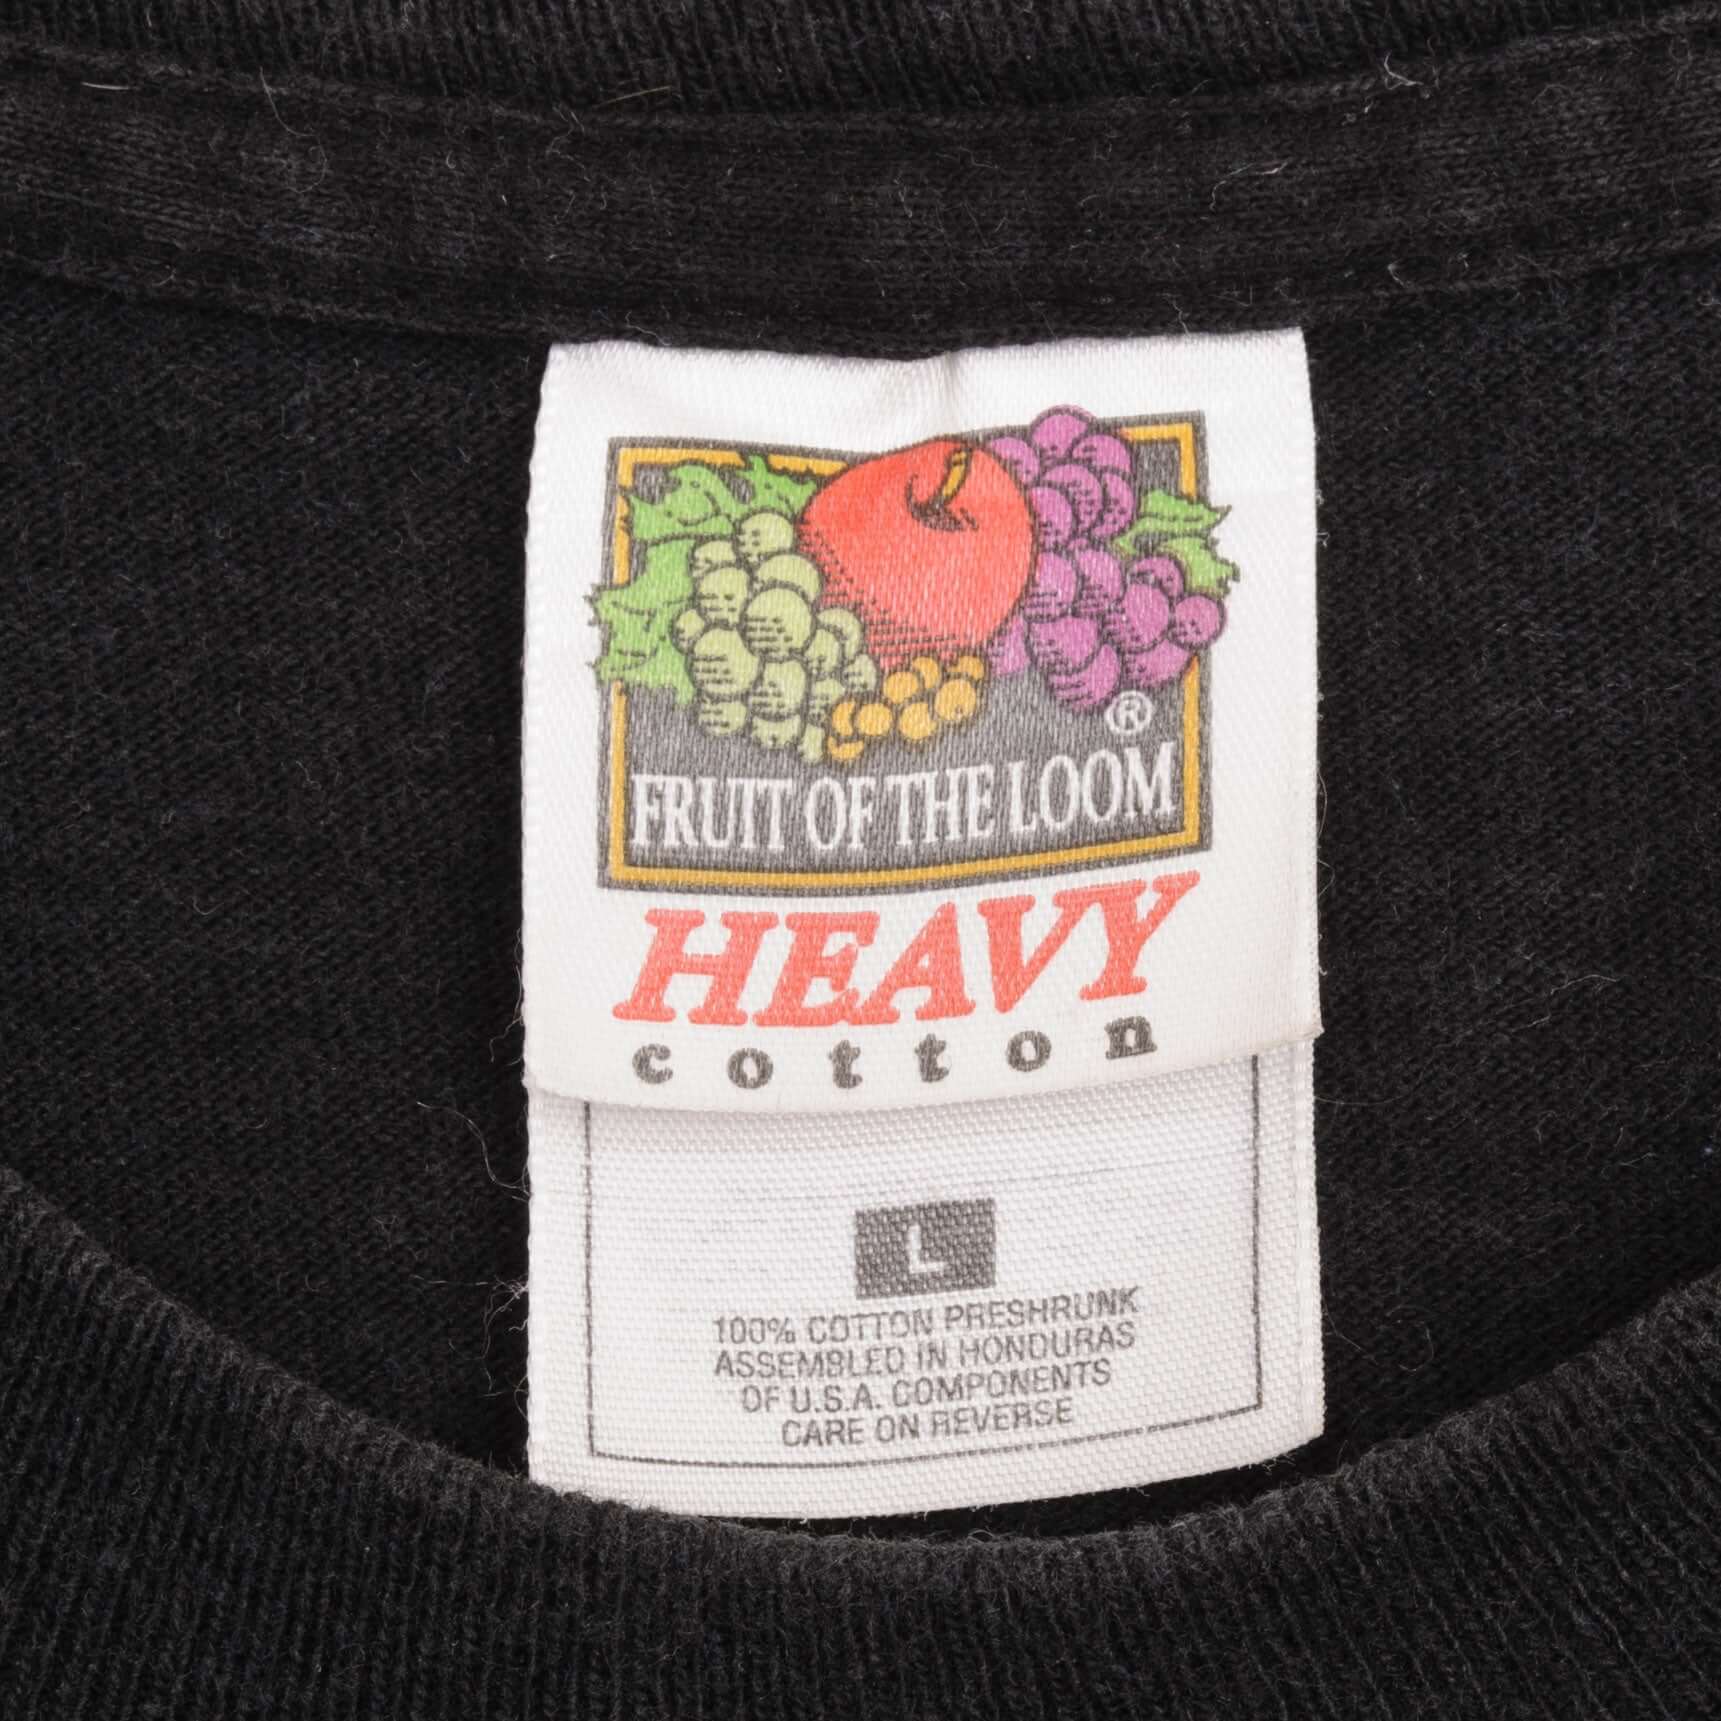 ®
FRUIT OF THE LOOM
HEAVY
cotton
L
100% COTTON PRESHRUNK
ASSEMBLED IN HONDURAS
OF U.S.A. COMPONENTS
CARE ON REVERSE